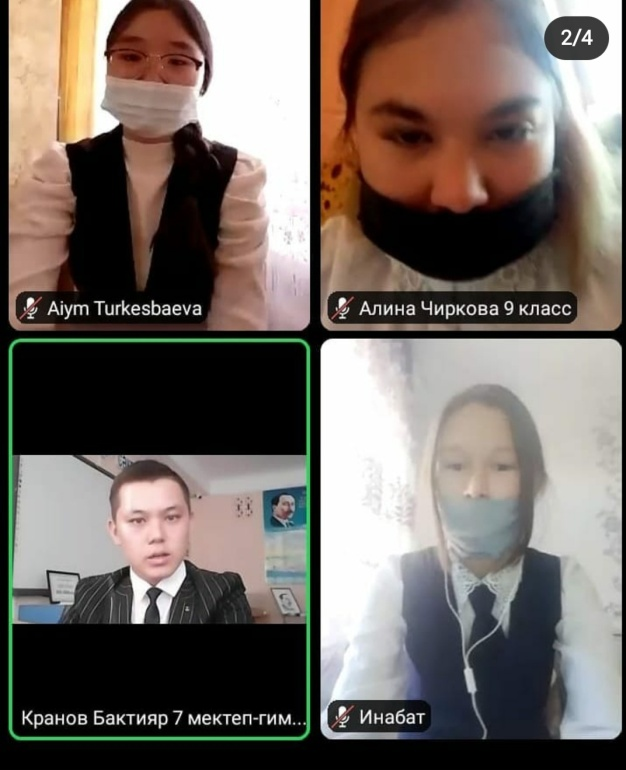 2/4
Aiym Turkesbaeva
Алина Чиркова 9 класс
Кранов Бактияр 7 мектеп-гим...
Инабат